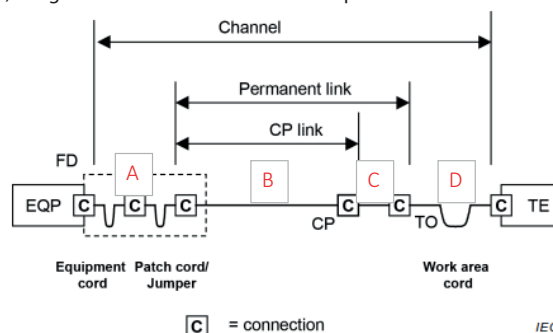 Channel
Permanent link
CP link
FD
A
B
C
D
EQP
C
C
C
C
C
C
TE
CP
TO
Equipment
cord
Patch cord/
Jumper
Work area
cord
C = connection